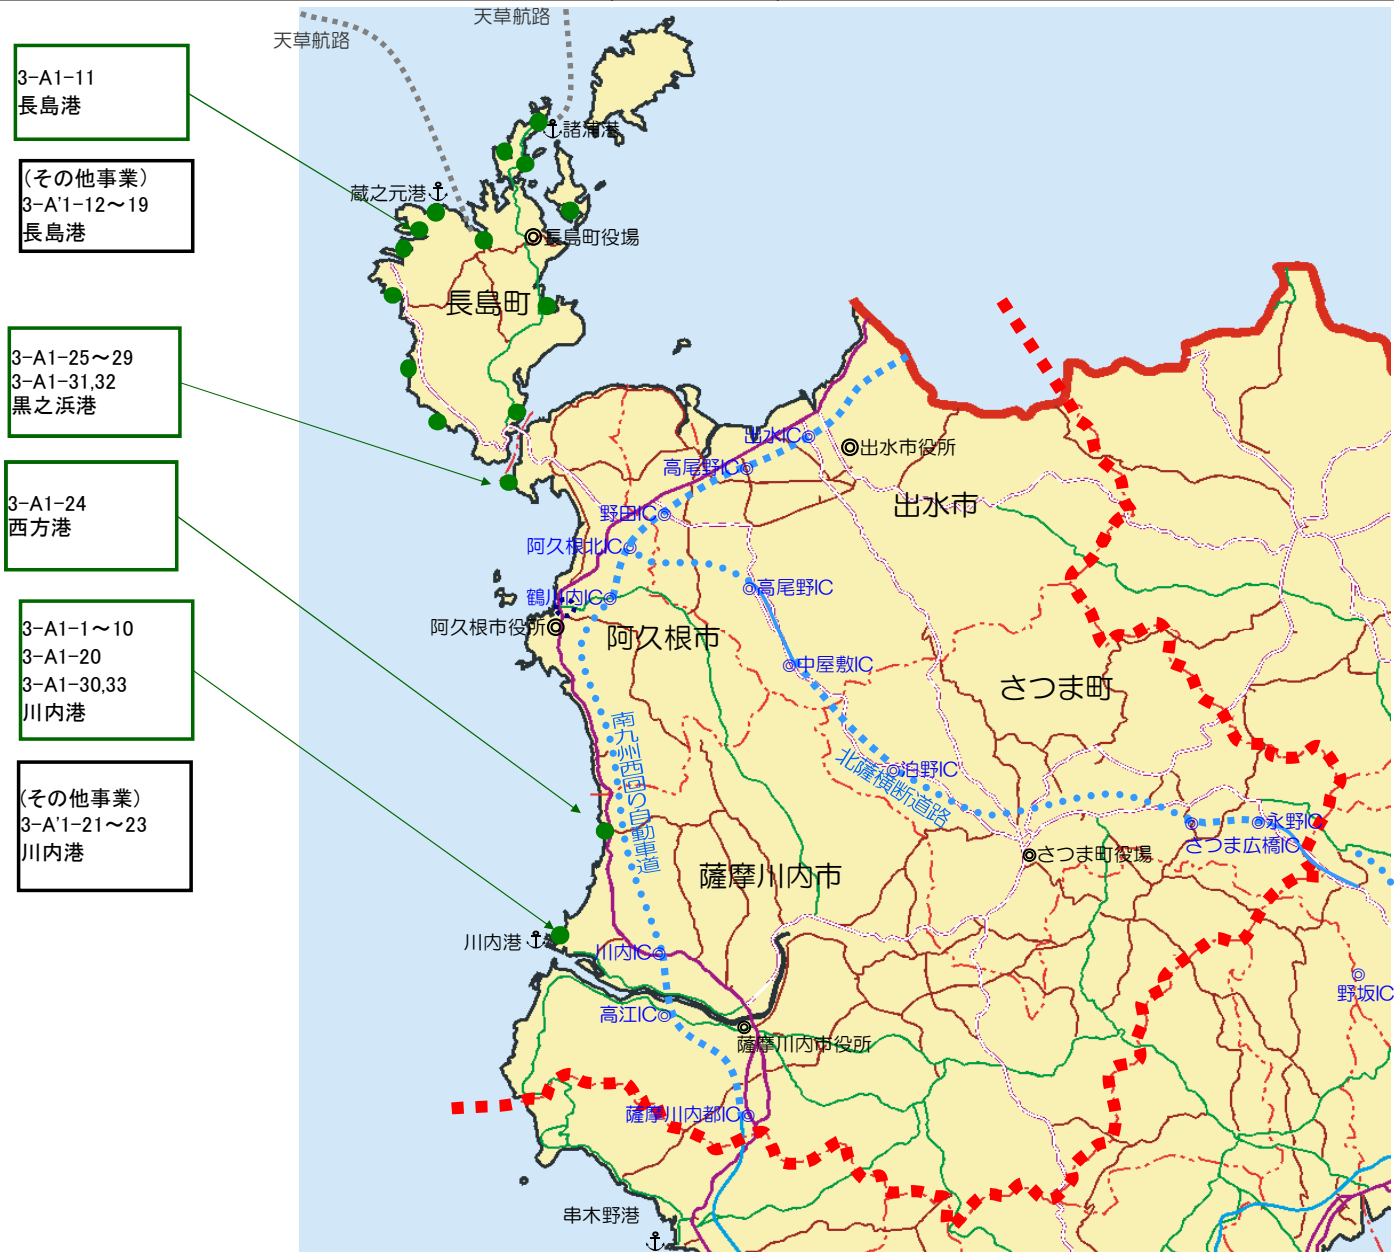 天草航路
天草航路
3-A1-11
長島港
諸浦港
(その他事業)
3-A'1-12～19
長島港
蔵之元港
長島町役場
長島町
3-A1-25～29
3-A1-31,32
黒之浜港
出水IC
出水市役所
高尾野IC
3-A1-24
西方港
出水市
野田IC
阿久根北IC
高尾野IC
鶴川内IC
阿久根市役所
阿久根市
3-A1-1～10
3-A1-20
3-A1-30,33
川内港
中屋敷IC
さつま町
南九州西回り自動車道
泊野IC
北薩横断道路
(その他事業)
3-A'1-21～23
川内港
永野IC
さつま広橋IC
さつま町役場
薩摩川内市
川内港
川内IC
野坂IC
高江IC
薩摩川内市役所
薩摩川内都IC
串木野港